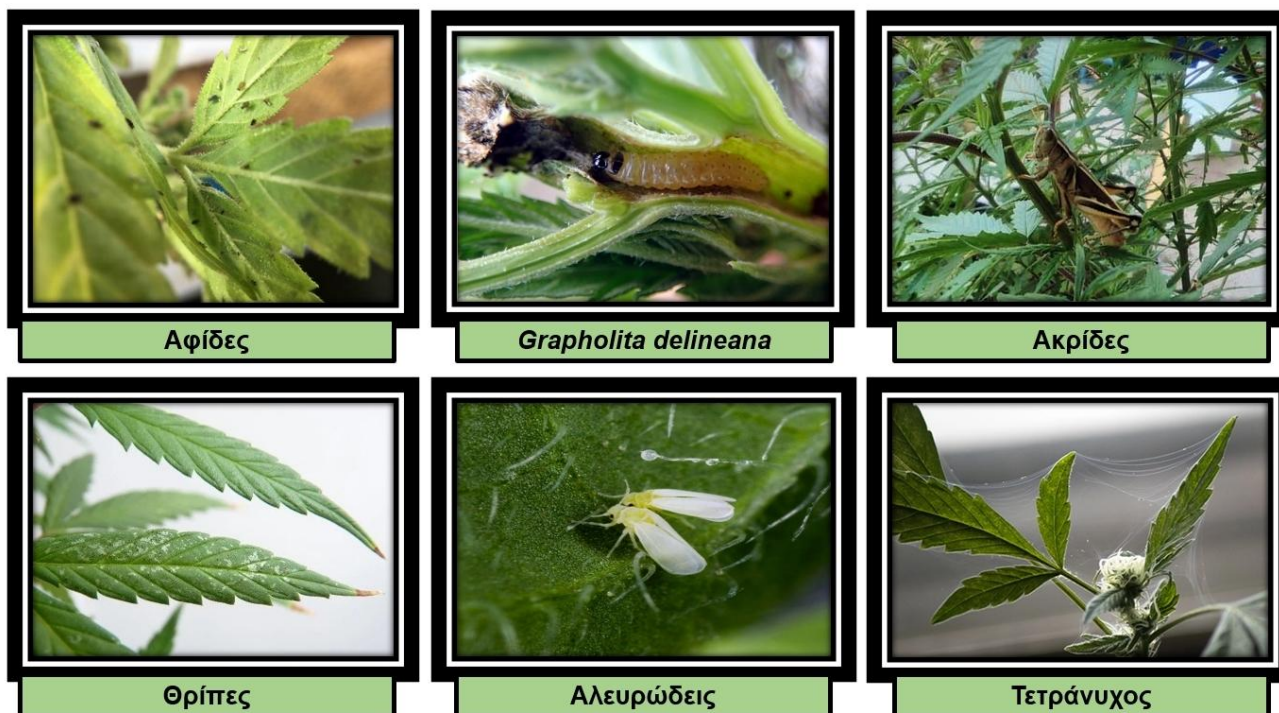 Αφίδες
Grapholita delineana
Ακρίδες
Θρίπες
Αλευρώδεις
Τετράνυχος